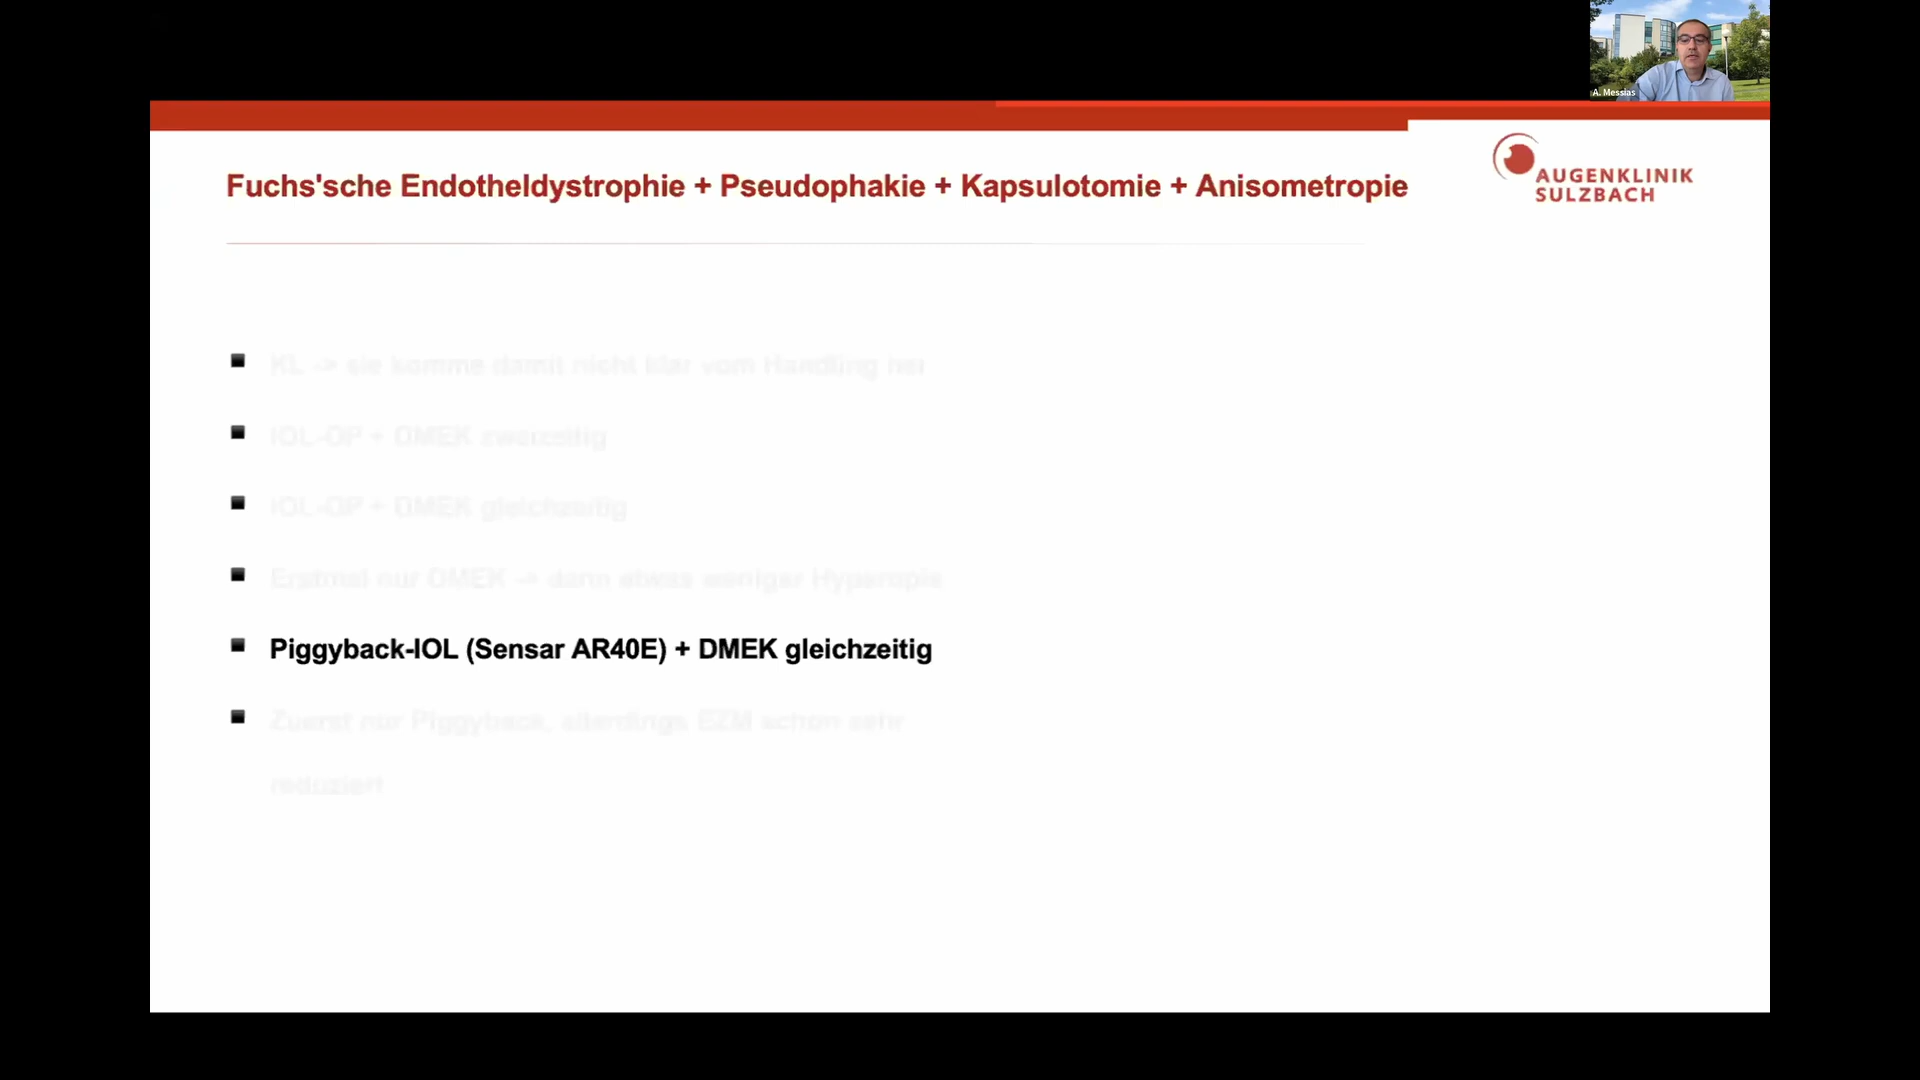 A. Messias
Fuchs'sche Endotheldystrophie + Pseudophakie + Kapsulotomie + Anisometropie
AUGENKLINIK
SULZBACH
KL -> sie komme damit nicht klar vom Handling her
IOL-OP + DMEK zweizeitig
IOL-OP + DMEK gleichzeitig
Erstmal nur DMEK -> dann etwas weniger Hyperopie
Piggyback-IOL (Sensar AR40E) + DMEK gleichzeitig
Zuerst nur Piggyback, allerdings EZM schon sehr
reduziert